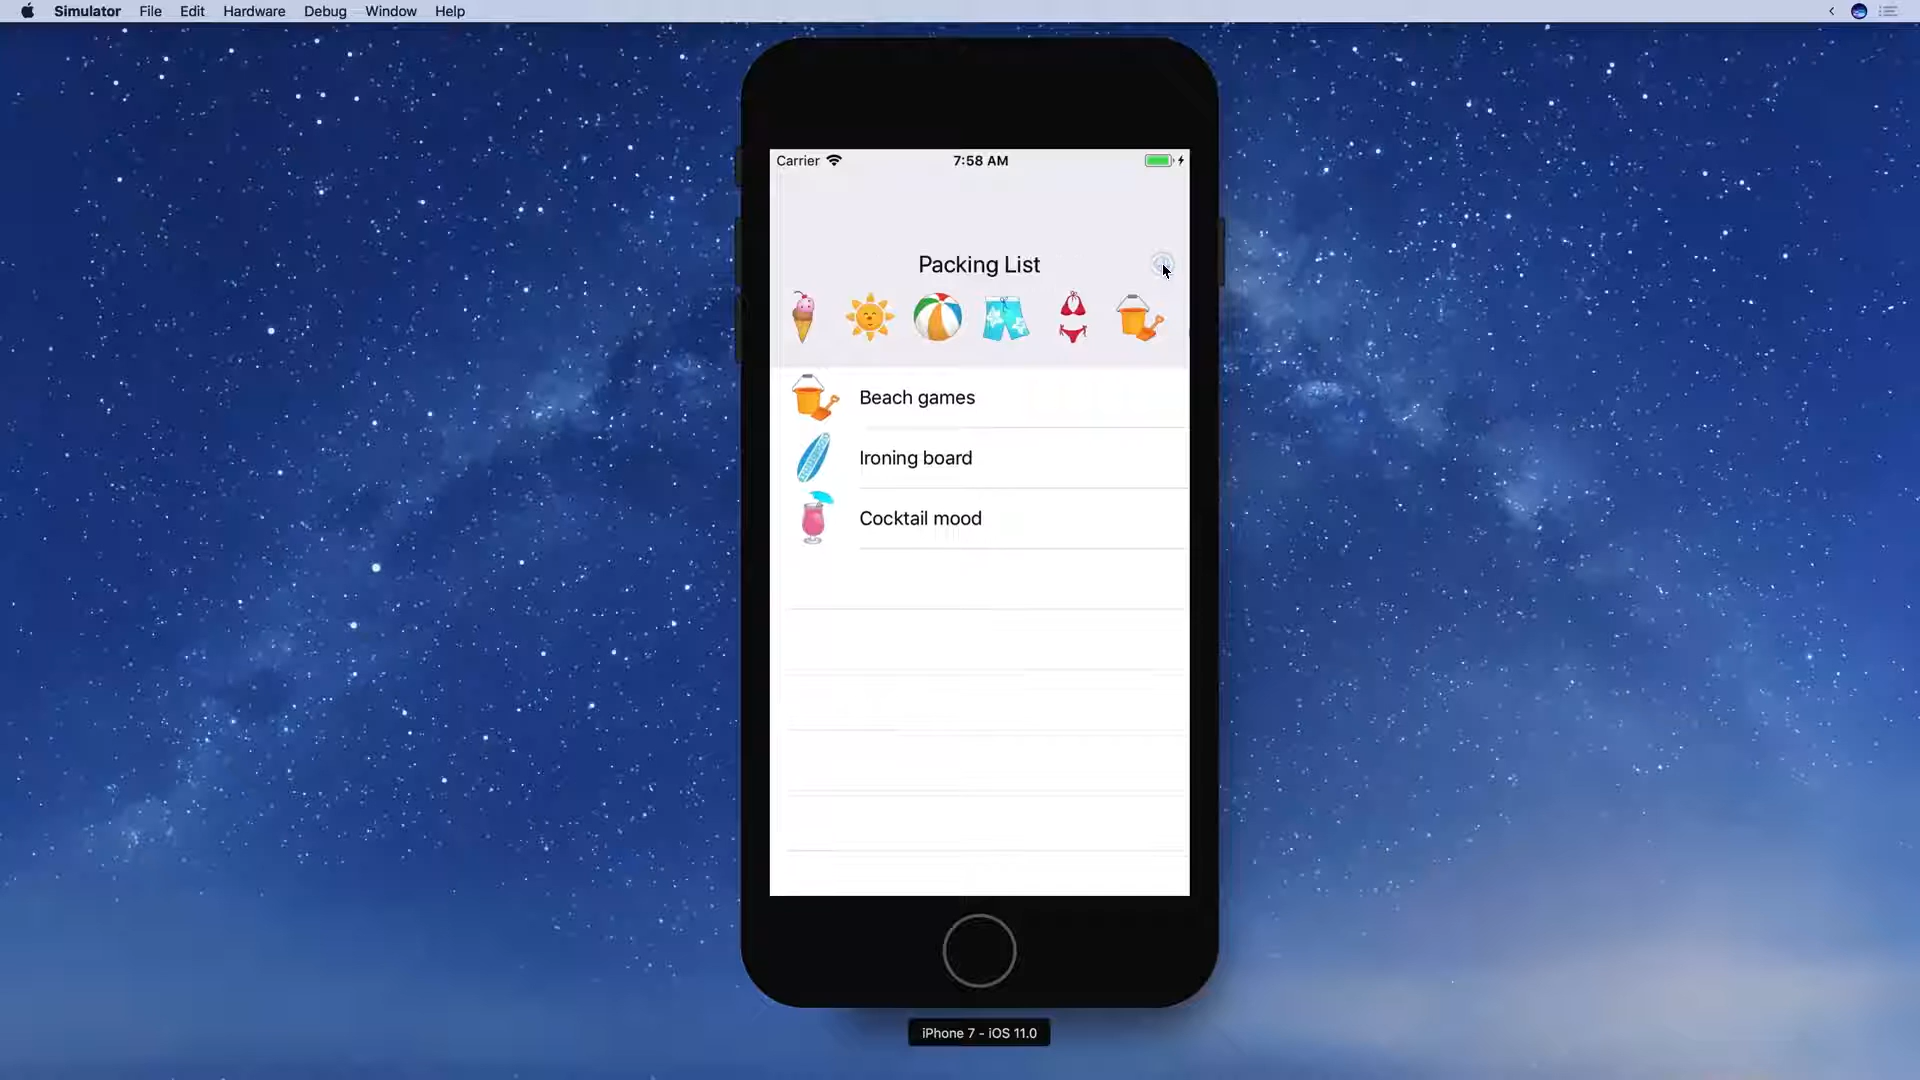 Simulator File Edit Hardware Debug Window Help
Carrier 7:58 AM
Packing List
Beach games
Ironing board
Cocktail mood
iPhone 7 - iOS 11.0